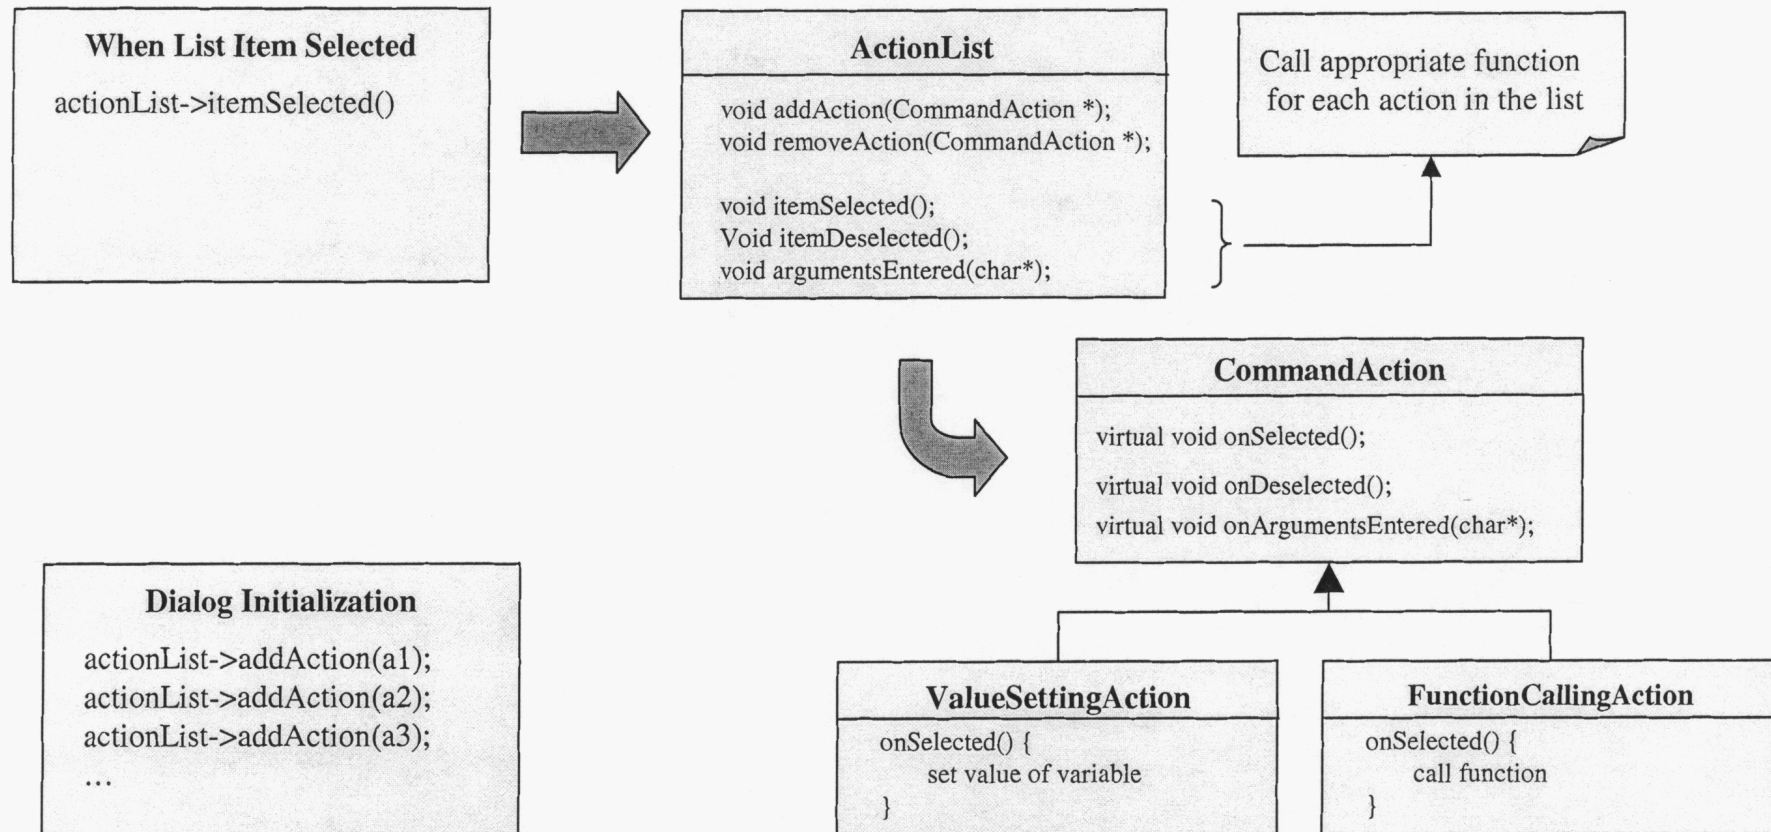 When List Item Selected
actionList->itemSelected()
ActionList
void addAction(CommandAction *);
void removeAction(CommandAction *);
void itemSelected();
Void itemDeselected();
void argumentsEntered(char*);
Call appropriate function
for each action in the list
CommandAction
virtual void onSelected();
virtual void onDeselected();
virtual void onArgumentsEntered(char*);
Dialog Initialization
actionList->addAction(a1);
actionList->addAction(a2);
actionList->addAction(a3);
...
ValueSettingAction
onSelected() {
set value of variable
}
FunctionCallingAction
onSelected() {
call function
}